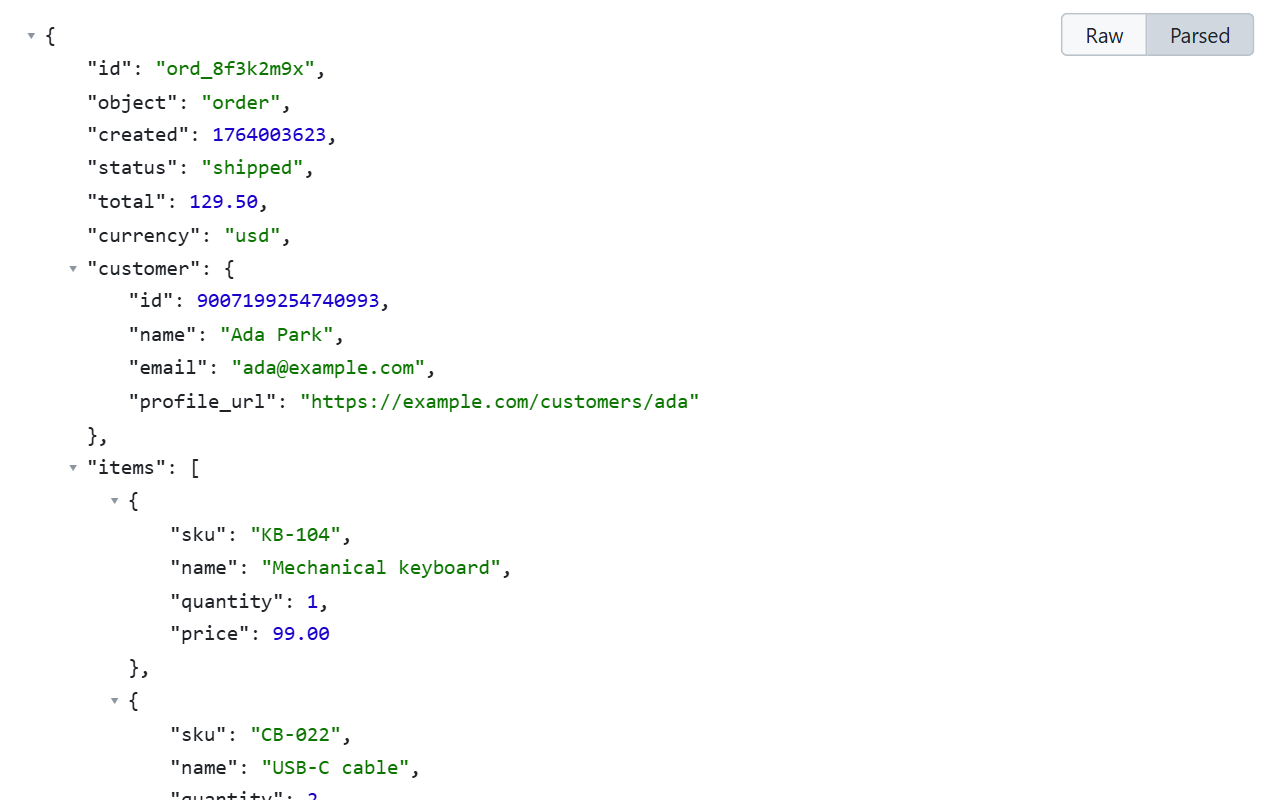 {
Raw Parsed
"id": "ord_8f3k2m9x",
"object": "order",
"created": 1764003623,
"status": "shipped",
"total": 129.50,
"currency": "usd",
"customer": {
"id": 9007199254740993,
"name": "Ada Park",
"email": "ada@example.com",
"profile_url": "https://example.com/customers/ada"
},
"items": [
{
"sku": "KB-104",
"name": "Mechanical keyboard",
"quantity": 1,
"price": 99.00
},
{
"sku": "CB-022",
"name": "USB-C cable",
"quantity": 2